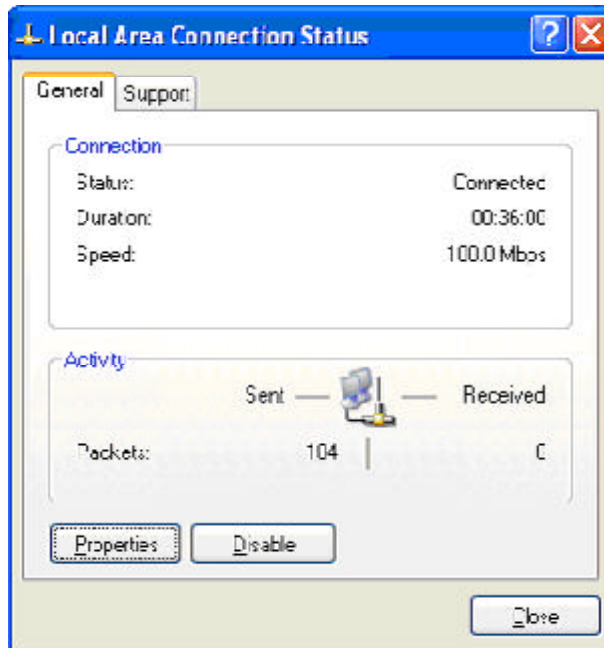 Local Area Connection Status
General Support
Connection
Status: Connected
Duration: 00:36:00
Speed: 100.0 Mbps
Activity
Sent Received
Packets: 104 0
Properties Disable
Close